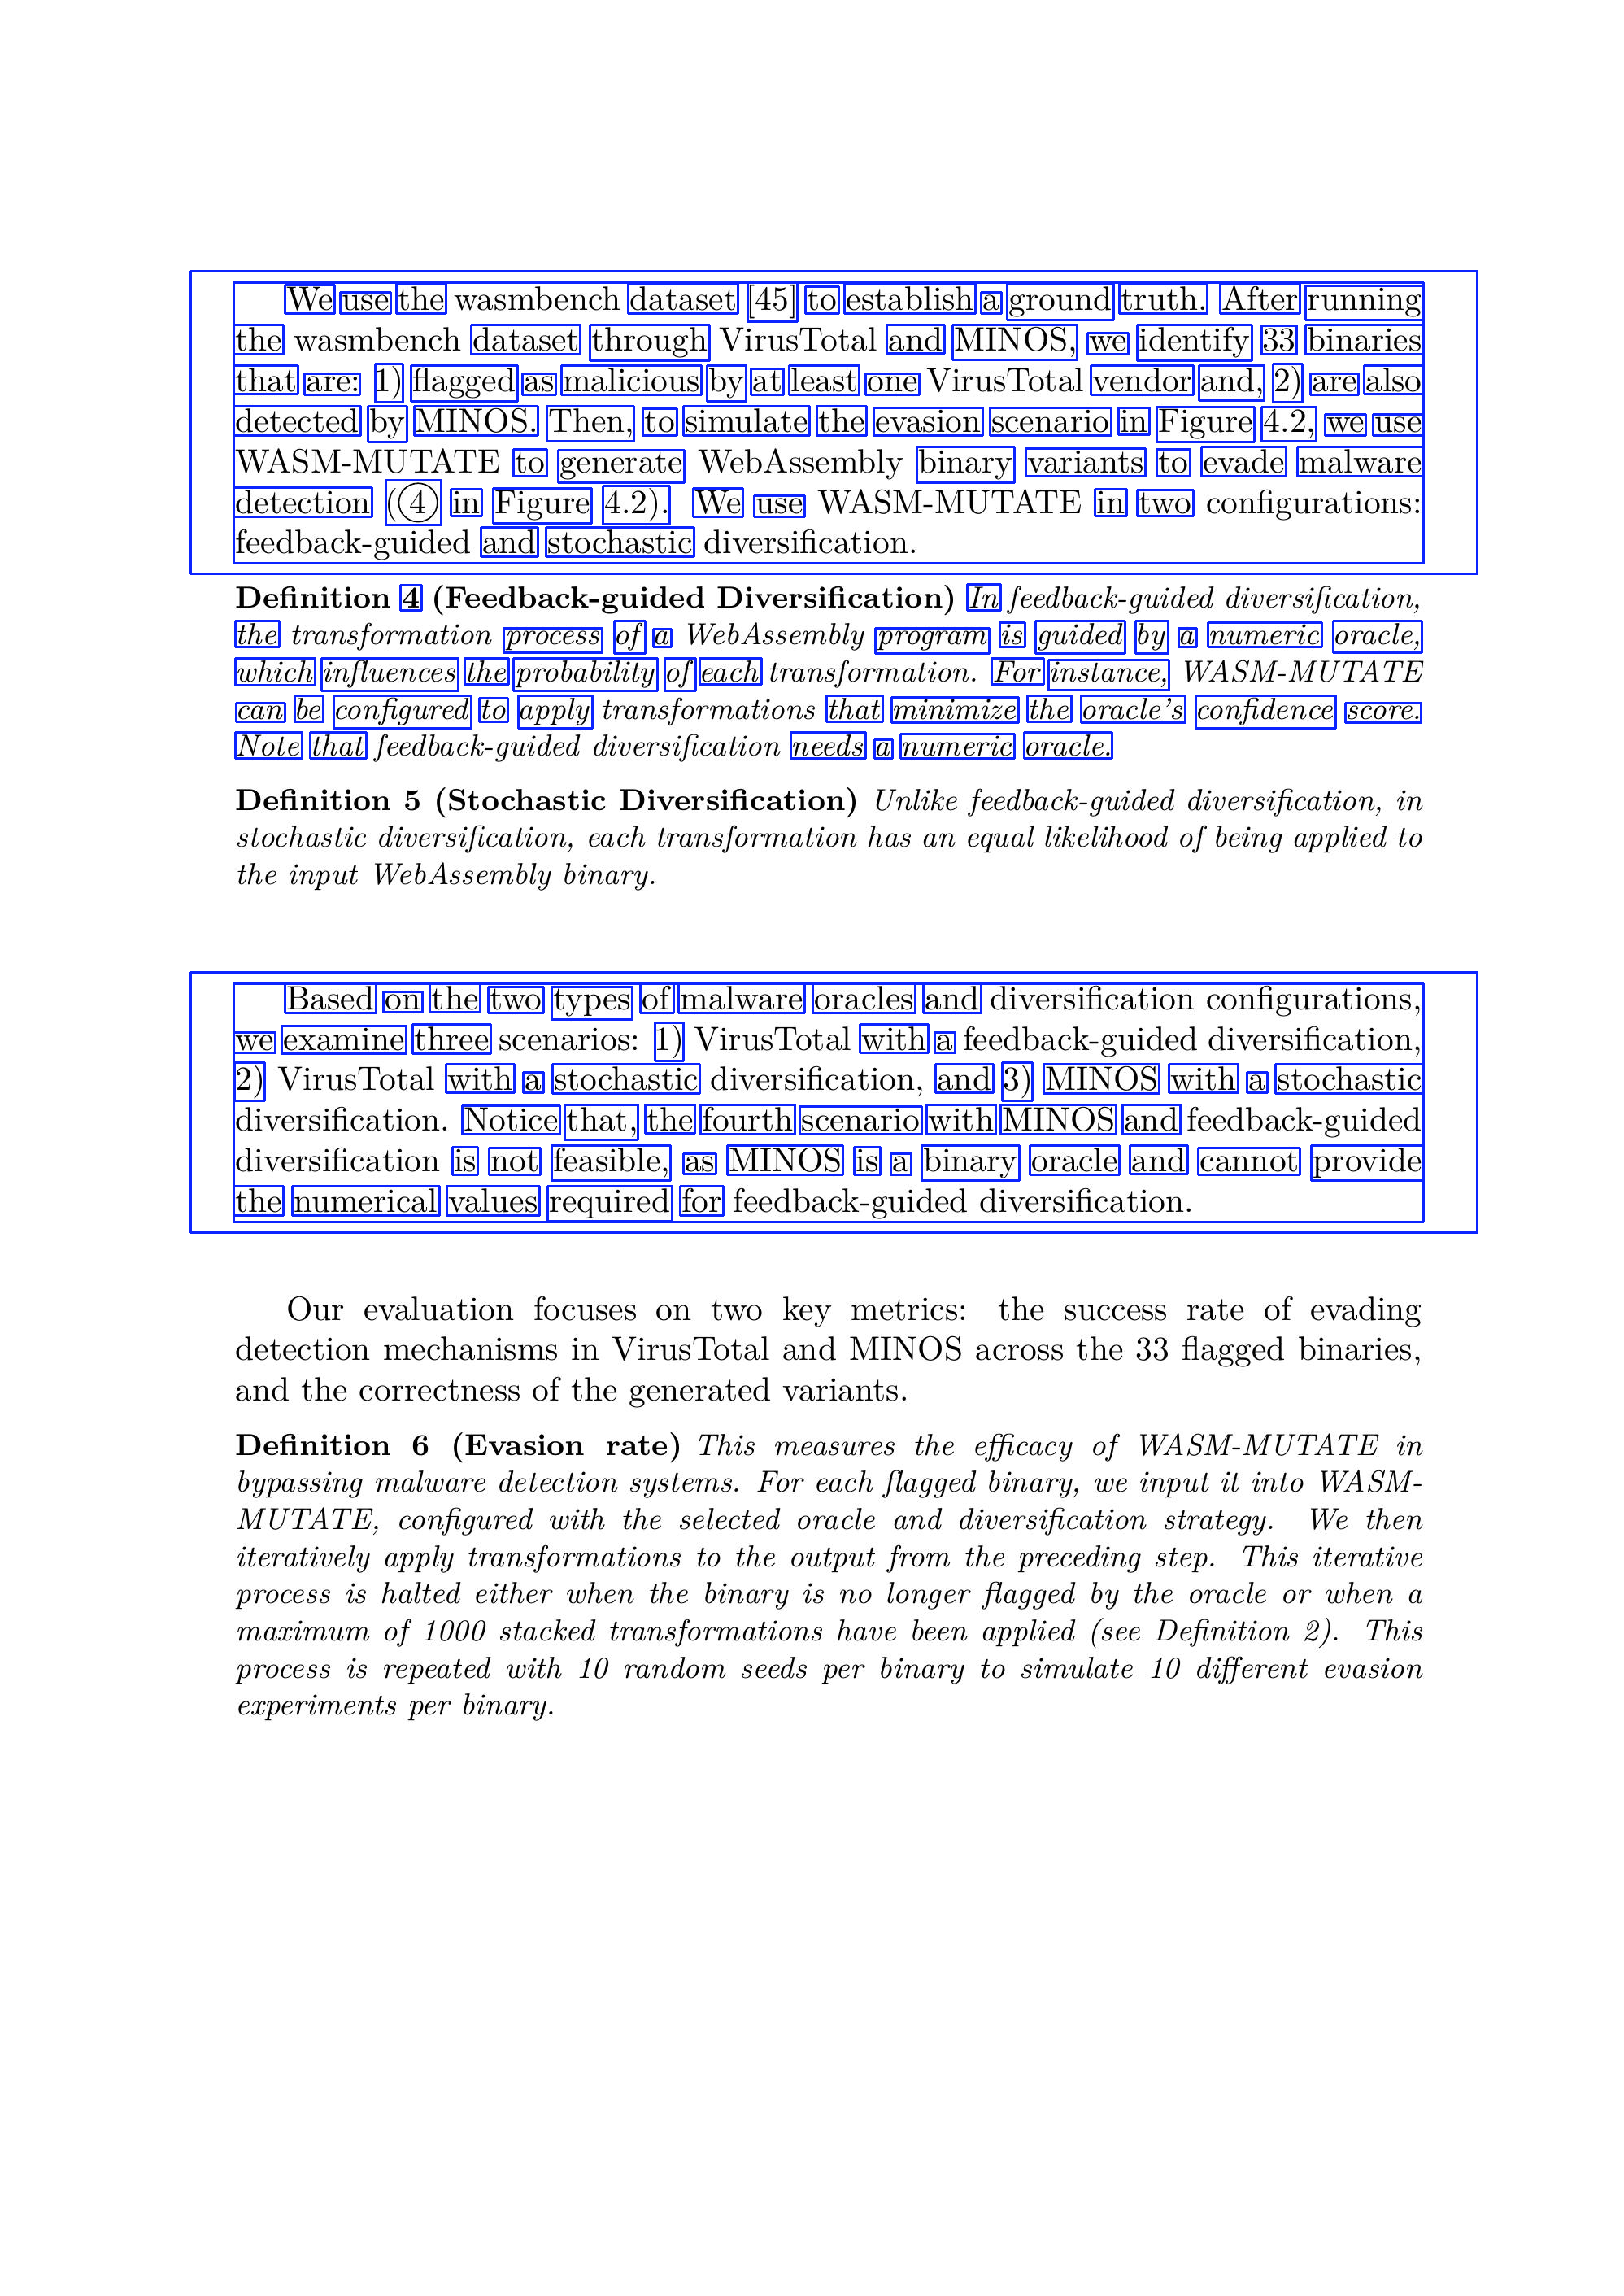 We use the wasmbench dataset [45] to establish a ground truth. After running
the wasmbench dataset through VirusTotal and MINOS, we identify 33 binaries
that are: 1) flagged as malicious by at least one VirusTotal vendor and, 2) are also
detected by MINOS. Then, to simulate the evasion scenario in Figure 4.2, we use
WASM-MUTATE to generate WebAssembly binary variants to evade malware
detection (④ in Figure 4.2). We use WASM-MUTATE in two configurations:
feedback-guided and stochastic diversification.
Definition 4 (Feedback-guided Diversification) In feedback-guided diversification,
the transformation process of a WebAssembly program is guided by a numeric oracle,
which influences the probability of each transformation. For instance, WASM-MUTATE
can be configured to apply transformations that minimize the oracle's confidence score.
Note that feedback-guided diversification needs a numeric oracle.
Definition 5 (Stochastic Diversification) Unlike feedback-guided diversification, in
stochastic diversification, each transformation has an equal likelihood of being applied to
the input WebAssembly binary.
Based on the two types of malware oracles and diversification configurations,
we examine three scenarios: 1) VirusTotal with a feedback-guided diversification,
2) VirusTotal with a stochastic diversification, and 3) MINOS with a stochastic
diversification. Notice that, the fourth scenario with MINOS and feedback-guided
diversification is not feasible, as MINOS is a binary oracle and cannot provide
the numerical values required for feedback-guided diversification.
Our evaluation focuses on two key metrics: the success rate of evading
detection mechanisms in VirusTotal and MINOS across the 33 flagged binaries,
and the correctness of the generated variants.
Definition 6 (Evasion rate) This measures the efficacy of WASM-MUTATE in
bypassing malware detection systems. For each flagged binary, we input it into WASM-
MUTATE, configured with the selected oracle and diversification strategy. We then
iteratively apply transformations to the output from the preceding step. This iterative
process is halted either when the binary is no longer flagged by the oracle or when a
maximum of 1000 stacked transformations have been applied (see Definition 2). This
process is repeated with 10 random seeds per binary to simulate 10 different evasion
experiments per binary.